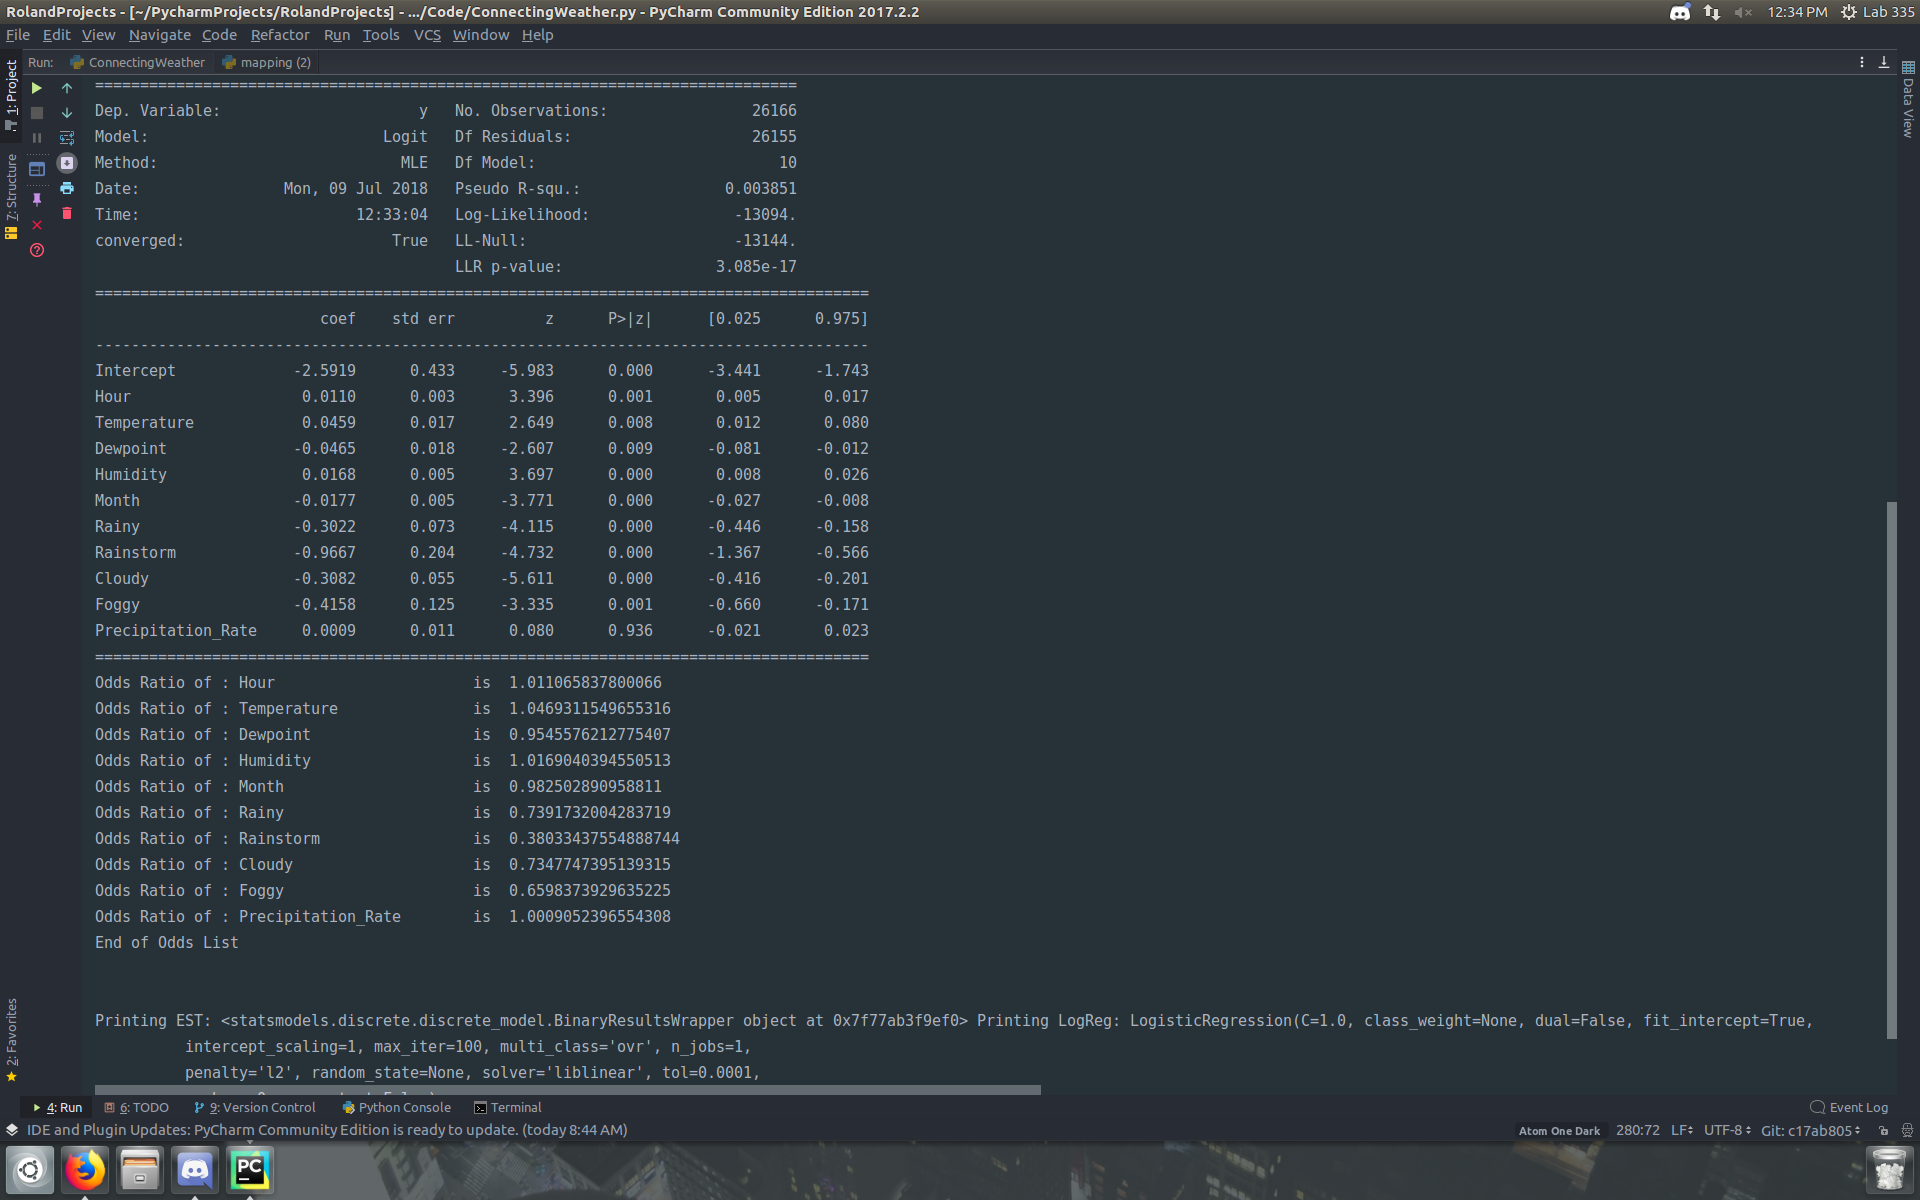 RolandProjects - [~/PycharmProjects/RolandProjects] - .../Code/ConnectingWeather.py - PyCharm Community Edition 2017.2.2
12:34 PM Lab 335
File Edit View Navigate Code Refactor Run Tools VCS Window Help
Run: ConnectingWeather mapping (2)
1: Project
7: Structure
2: Favorites
Data View
==============================================================================
Dep. Variable: y No. Observations: 26166
Model: Logit Df Residuals: 26155
Method: MLE Df Model: 10
Date: Mon, 09 Jul 2018 Pseudo R-squ.: 0.003851
Time: 12:33:04 Log-Likelihood: -13094.
converged: True LL-Null: -13144.
LLR p-value: 3.085e-17
======================================================================================
coef std err z P>|z| [0.025 0.975]
--------------------------------------------------------------------------------------
Intercept -2.5919 0.433 -5.983 0.000 -3.441 -1.743
Hour 0.0110 0.003 3.396 0.001 0.005 0.017
Temperature 0.0459 0.017 2.649 0.008 0.012 0.080
Dewpoint -0.0465 0.018 -2.607 0.009 -0.081 -0.012
Humidity 0.0168 0.005 3.697 0.000 0.008 0.026
Month -0.0177 0.005 -3.771 0.000 -0.027 -0.008
Rainy -0.3022 0.073 -4.115 0.000 -0.446 -0.158
Rainstorm -0.9667 0.204 -4.732 0.000 -1.367 -0.566
Cloudy -0.3082 0.055 -5.611 0.000 -0.416 -0.201
Foggy -0.4158 0.125 -3.335 0.001 -0.660 -0.171
Precipitation_Rate 0.0009 0.011 0.080 0.936 -0.021 0.023
======================================================================================
Odds Ratio of : Hour is 1.011065837800066
Odds Ratio of : Temperature is 1.0469311549655316
Odds Ratio of : Dewpoint is 0.9545576212775407
Odds Ratio of : Humidity is 1.0169040394550513
Odds Ratio of : Month is 0.982502890958811
Odds Ratio of : Rainy is 0.7391732004283719
Odds Ratio of : Rainstorm is 0.38033437554888744
Odds Ratio of : Cloudy is 0.7347747395139315
Odds Ratio of : Foggy is 0.6598373929635225
Odds Ratio of : Precipitation_Rate is 1.0009052396554308
End of Odds List
Printing EST: <statsmodels.discrete.discrete_model.BinaryResultsWrapper object at 0x7f77ab3f9ef0> Printing LogReg: LogisticRegression(C=1.0, class_weight=None, dual=False, fit_intercept=True,
intercept_scaling=1, max_iter=100, multi_class='ovr', n_jobs=1,
penalty='l2', random_state=None, solver='liblinear', tol=0.0001,
4: Run 6: TODO 9: Version Control Python Console Terminal Event Log
IDE and Plugin Updates: PyCharm Community Edition is ready to update. (today 8:44 AM) Atom One Dark 280:72 LF UTF-8 Git: c17ab805
PC